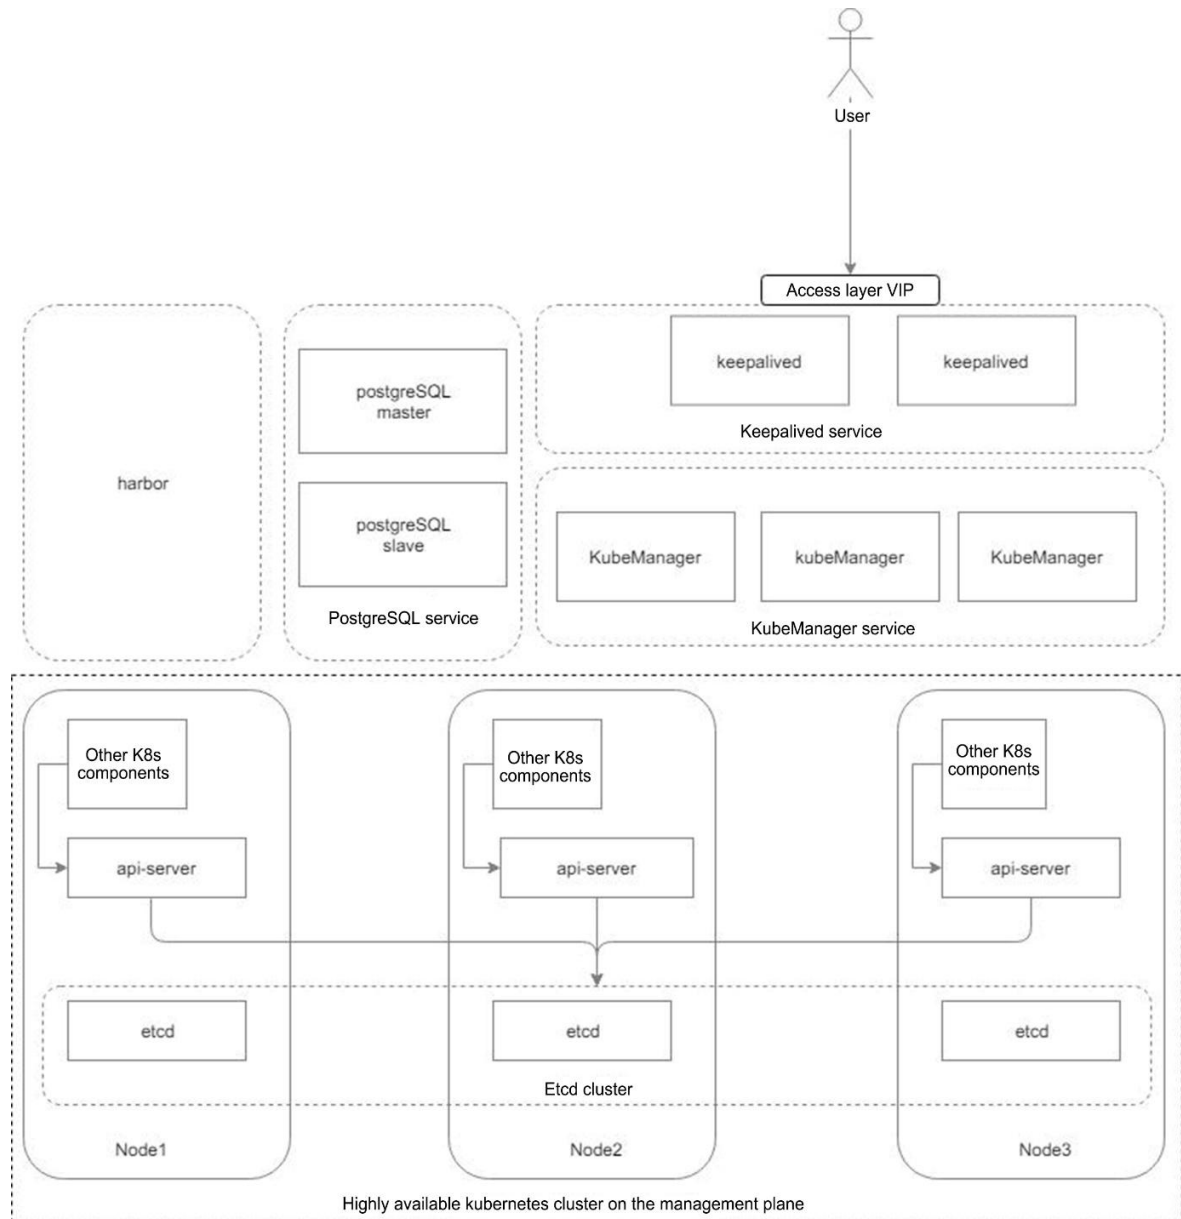 User
Access layer VIP
keepalived
keepalived
Keepalived service
harbor
postgreSQL
master
postgreSQL
slave
PostgreSQL service
KubeManager
kubeManager
KubeManager
KubeManager service
Other K8s
components
Other K8s
components
Other K8s
components
api-server
api-server
api-server
etcd
etcd
etcd
Etcd cluster
Node1
Node2
Node3
Highly available kubernetes cluster on the management plane